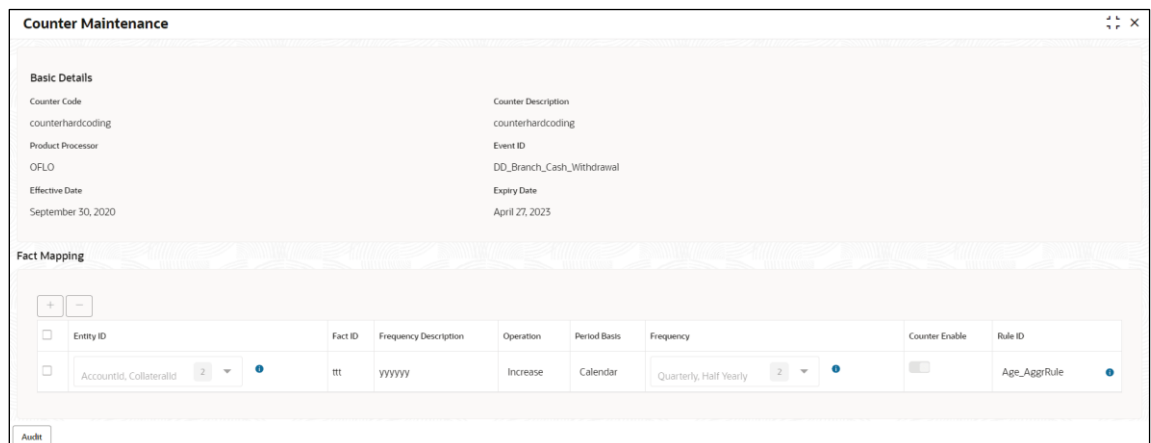 Counter Maintenance
Basic Details
Counter Code Counter Description
counterhardcoding counterhardcoding
Product Processor Event ID
OFLO DD_Branch_Cash_Withdrawal
Effective Date Expiry Date
September 30, 2020 April 27, 2023
Fact Mapping
+ −
Entity ID Fact ID Frequency Description Operation Period Basis Frequency Counter Enable Rule ID
AccountId, CollateralId 2 ttt yyyyyy Increase Calendar Quarterly, Half Yearly 2 Age_AggrRule
Audit